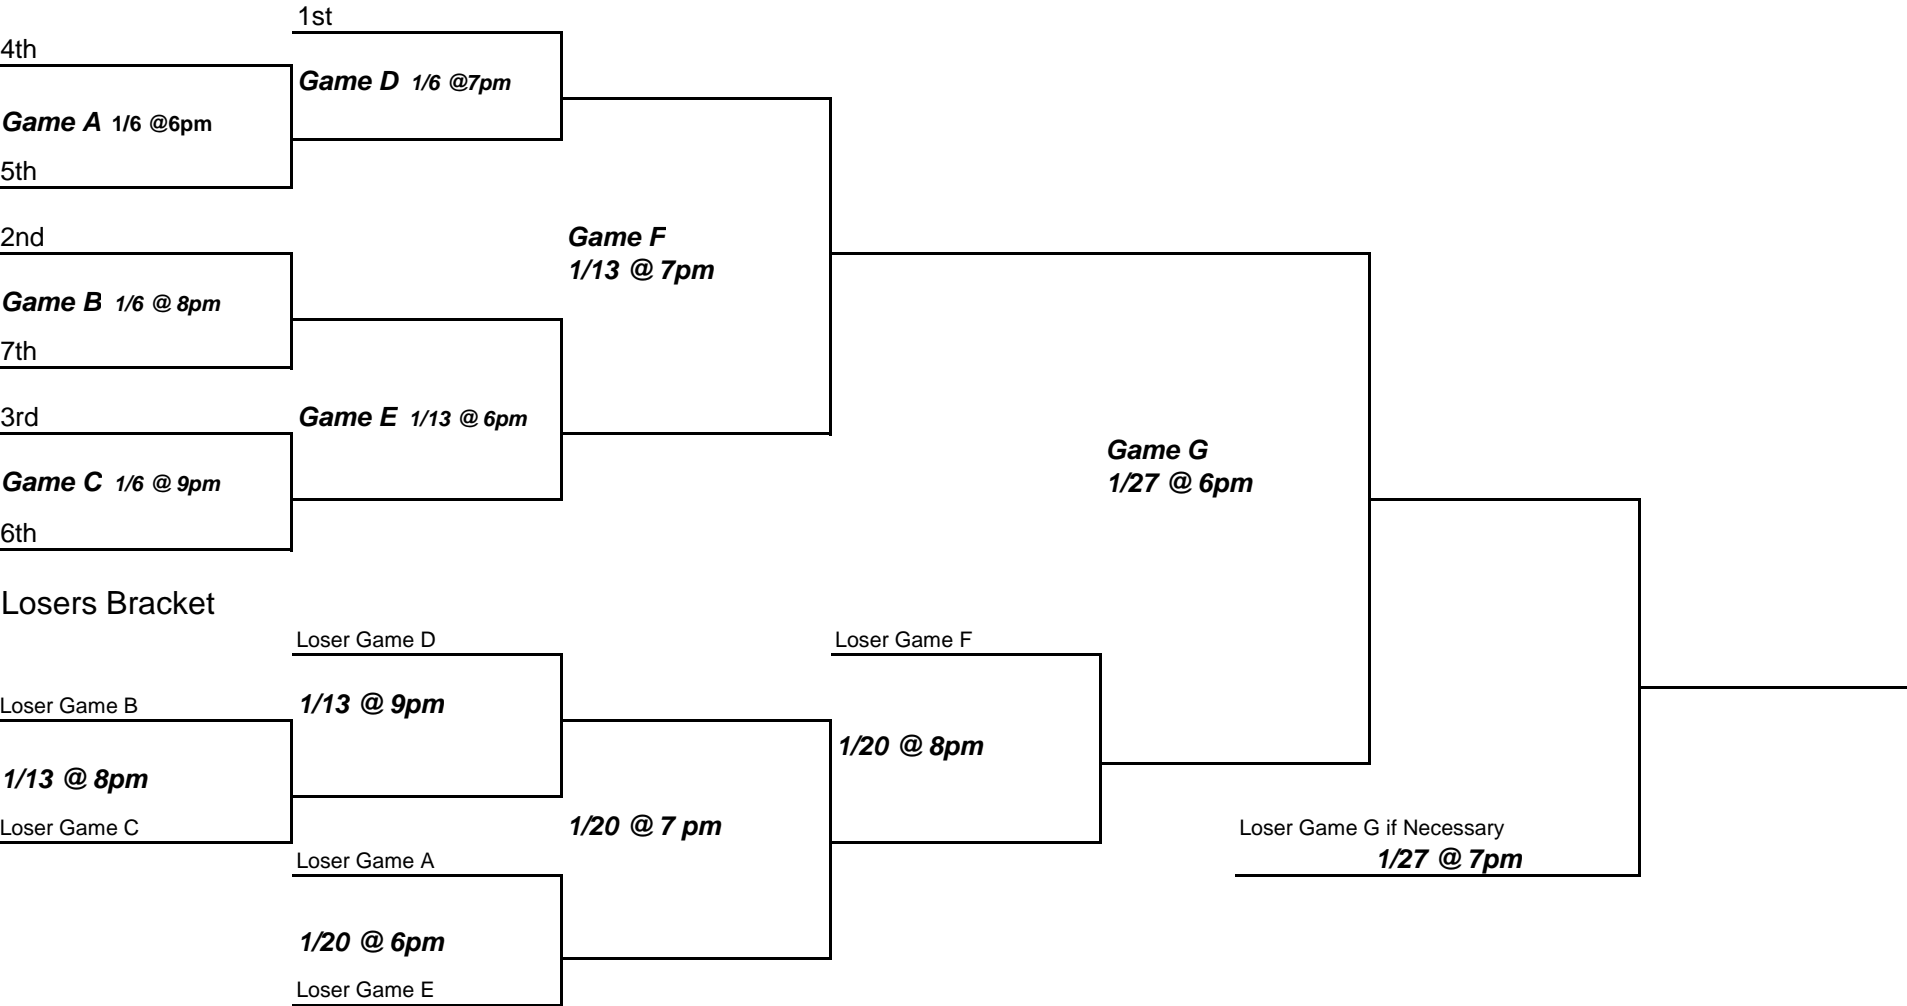 1st
4th
Game D 1/6 @7pm
Game A 1/6 @6pm
5th
2nd
Game F
1/13 @ 7pm
Game B 1/6 @ 8pm
7th
3rd
Game E 1/13 @ 6pm
Game G
1/27 @ 6pm
Game C 1/6 @ 9pm
6th
Losers Bracket
Loser Game D
Loser Game F
Loser Game B
1/13 @ 9pm
1/20 @ 8pm
1/13 @ 8pm
Loser Game C
1/20 @ 7 pm
Loser Game G if Necessary
1/27 @ 7pm
Loser Game A
1/20 @ 6pm
Loser Game E